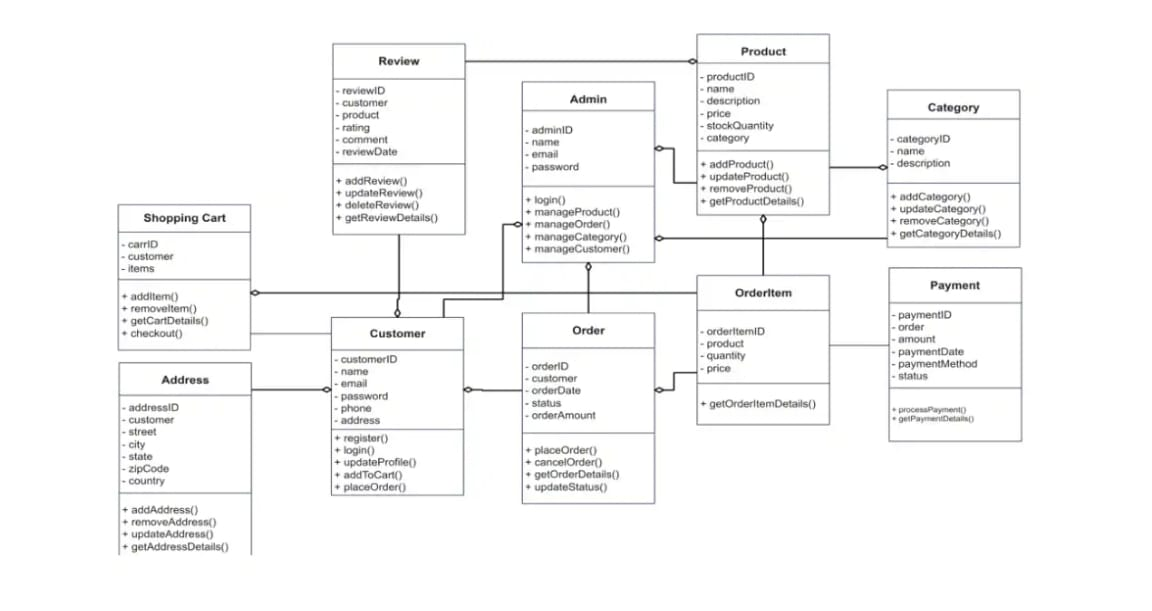 Review
- reviewID
- customer
- product
- rating
- comment
- reviewDate
+ addReview()
+ updateReview()
+ deleteReview()
+ getReviewDetails()
Admin
- adminID
- name
- email
- password
+ login()
+ manageProduct()
+ manageOrder()
+ manageCategory()
+ manageCustomer()
Product
- productID
- name
- description
- price
- stockQuantity
- category
+ addProduct()
+ updateProduct()
+ removeProduct()
+ getProductDetails()
Category
- categoryID
- name
- description
+ addCategory()
+ updateCategory()
+ removeCategory()
+ getCategoryDetails()
Shopping Cart
- carrID
- customer
- items
+ addItem()
+ removeItem()
+ getCartDetails()
+ checkout()
Customer
- customerID
- name
- email
- password
- phone
- address
+ register()
+ login()
+ updateProfile()
+ addToCart()
+ placeOrder()
Order
- orderID
- customer
- orderDate
- status
- orderAmount
+ placeOrder()
+ cancelOrder()
+ getOrderDetails()
+ updateStatus()
OrderItem
- orderItemID
- product
- quantity
- price
+ getOrderItemDetails()
Payment
- paymentID
- order
- amount
- paymentDate
- paymentMethod
- status
+ processPayment()
+ getPaymentDetails()
Address
- addressID
- customer
- street
- city
- state
- zipCode
- country
+ addAddress()
+ removeAddress()
+ updateAddress()
+ getAddressDetails()